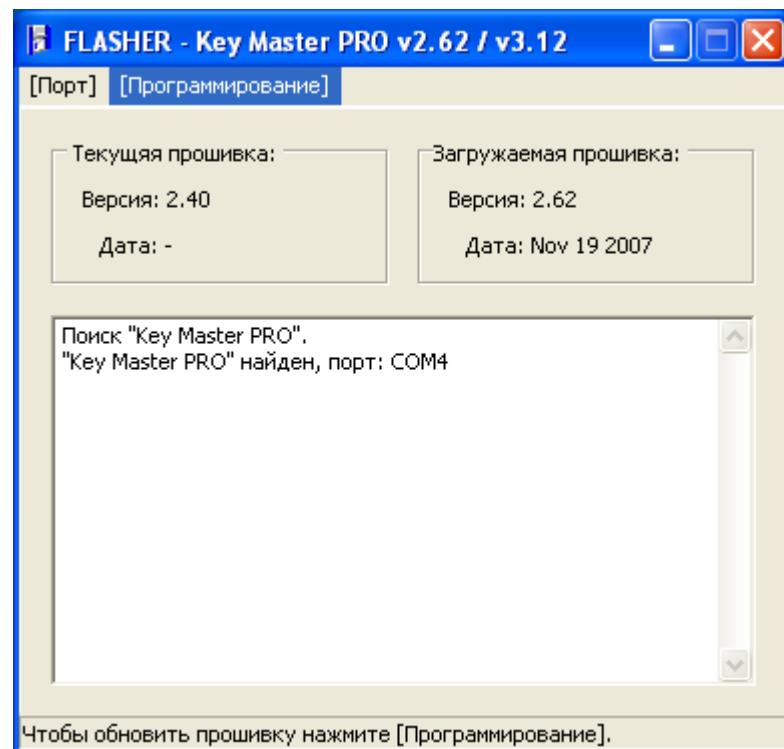 FLASHER - Key Master PRO v2.62 / v3.12
[Порт] [Программирование]
Текущяя прошивка:
Версия: 2.40
Дата: -
Загружаемая прошивка:
Версия: 2.62
Дата: Nov 19 2007
Поиск "Key Master PRO".
"Key Master PRO" найден, порт: COM4
Чтобы обновить прошивку нажмите [Программирование].